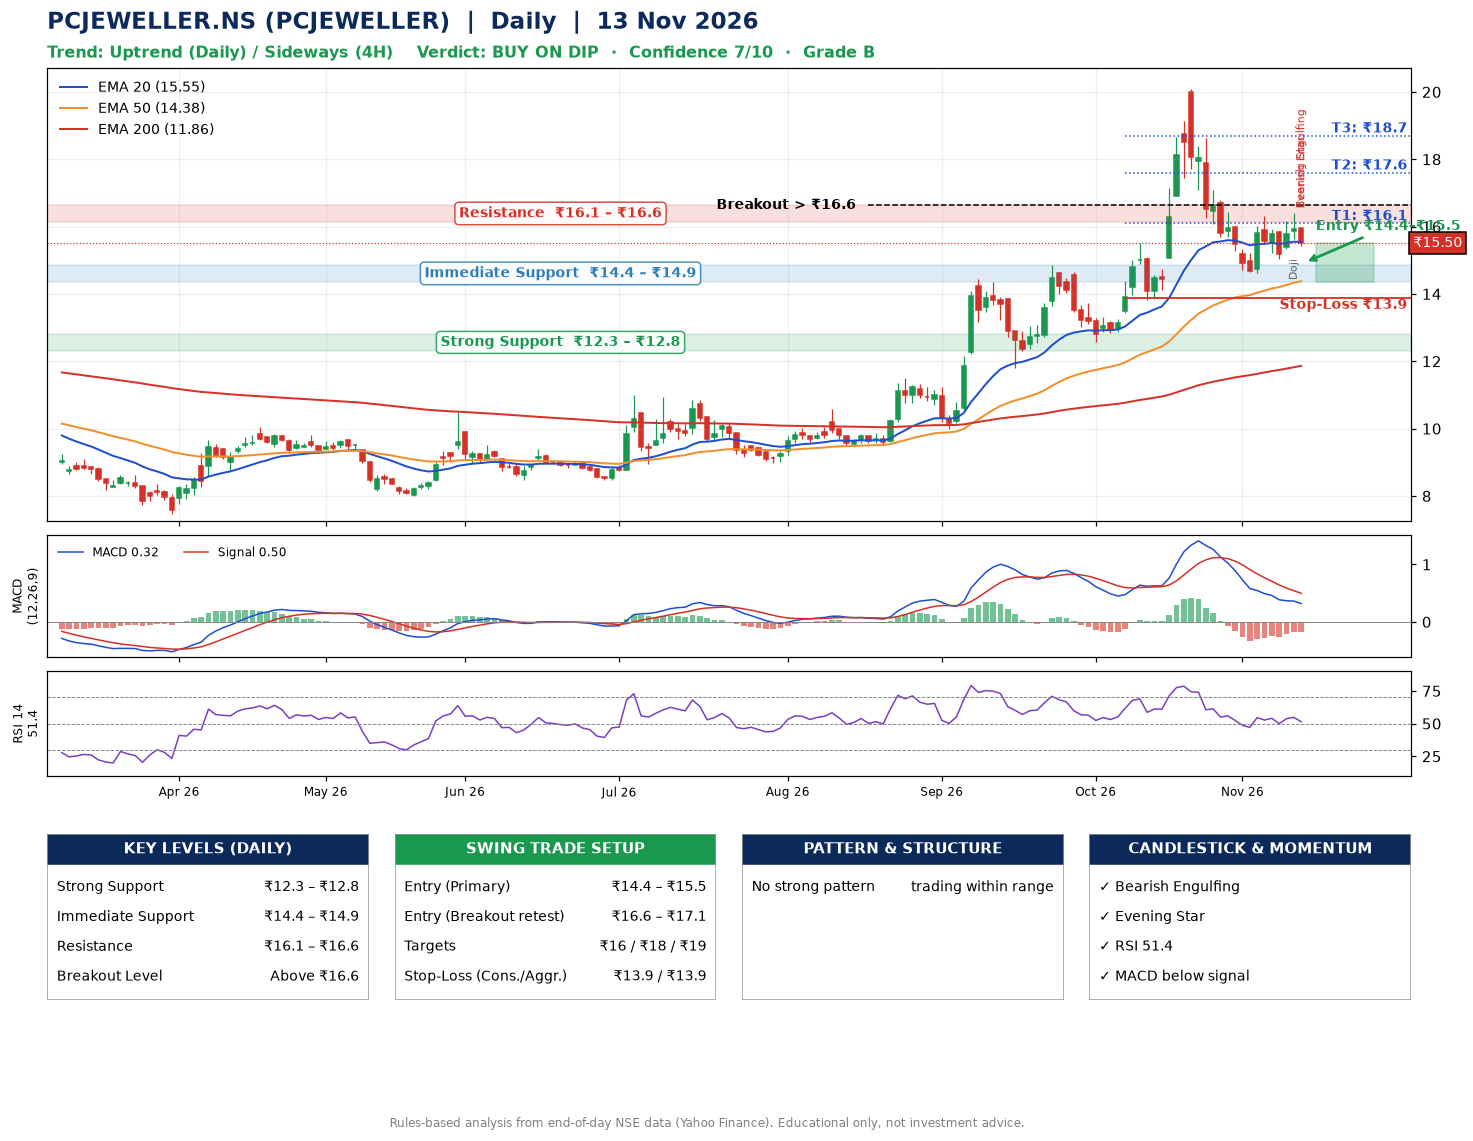 PCJEWELLER.NS (PCJEWELLER) | Daily | 13 Nov 2026
Trend: Uptrend (Daily) / Sideways (4H) Verdict: BUY ON DIP · Confidence 7/10 · Grade B
EMA 20 (15.55)
EMA 50 (14.38)
EMA 200 (11.86)
20
18
16
14
12
10
8
T3: ₹18.7
T2: ₹17.6
Breakout > ₹16.6
Resistance ₹16.1 – ₹16.6
T1: ₹16.1
Entry ₹14.4–₹15.5
₹15.50
Immediate Support ₹14.4 – ₹14.9
Doji
Stop-Loss ₹13.9
Strong Support ₹12.3 – ₹12.8
MACD
(12,26,9)
MACD 0.32
Signal 0.50
1
0
RSI 14
51.4
75
50
25
Apr 26
May 26
Jun 26
Jul 26
Aug 26
Sep 26
Oct 26
Nov 26
KEY LEVELS (DAILY)
Strong Support ₹12.3 – ₹12.8
Immediate Support ₹14.4 – ₹14.9
Resistance ₹16.1 – ₹16.6
Breakout Level Above ₹16.6
SWING TRADE SETUP
Entry (Primary) ₹14.4 – ₹15.5
Entry (Breakout retest) ₹16.6 – ₹17.1
Targets ₹16 / ₹18 / ₹19
Stop-Loss (Cons./Aggr.) ₹13.9 / ₹13.9
PATTERN & STRUCTURE
No strong pattern trading within range
CANDLESTICK & MOMENTUM
✓ Bearish Engulfing
✓ Evening Star
✓ RSI 51.4
✓ MACD below signal
Rules-based analysis from end-of-day NSE data (Yahoo Finance). Educational only, not investment advice.